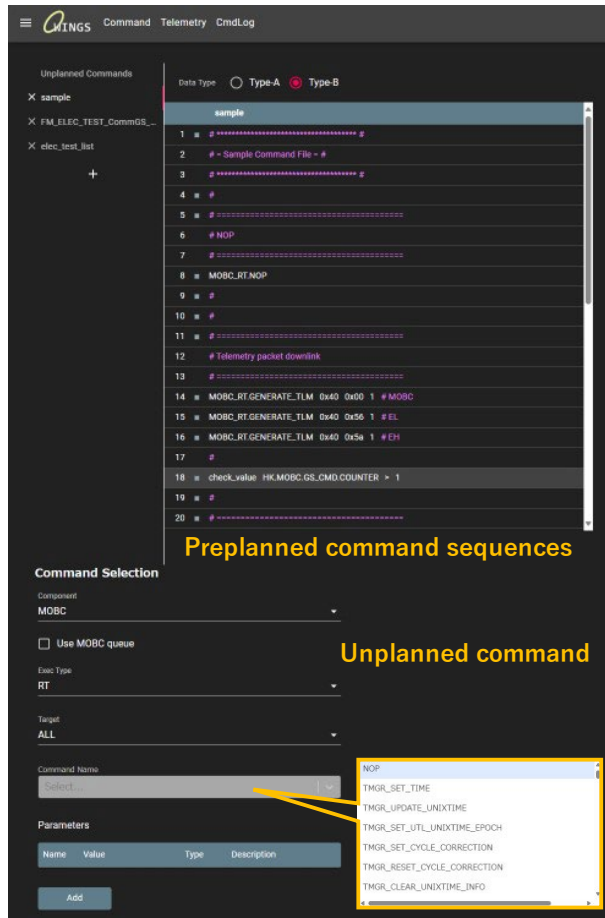 WINGS Command Telemetry CmdLog
Unplanned Commands
sample
FM_ELEC_TEST_CommGS_...
elec_test_list
+
Data Type Type-A Type-B
sample
1 # ************************************* #
2 # - Sample Command File - #
3 # ************************************* #
4 #
5 # ========================================
6 # NOP
7 # ========================================
8 MOBC_RT.NOP
9 #
10 #
11 # ========================================
12 # Telemetry packet downlink
13 # ========================================
14 MOBC_RT.GENERATE_TLM 0x40 0x00 1 # MOBC
15 MOBC_RT.GENERATE_TLM 0x40 0x56 1 # EL
16 MOBC_RT.GENERATE_TLM 0x40 0x5a 1 # EH
17 #
18 check_value HK.MOBC.GS_CMD.COUNTER > 1
19 #
20 # ========================================
Preplanned command sequences
Command Selection
Component
MOBC
Use MOBC queue
Unplanned command
Exec Type
RT
Target
ALL
Command Name
Select...
NOP
TMGR_SET_TIME
TMGR_UPDATE_UNIXTIME
TMGR_SET_UTL_UNIXTIME_EPOCH
TMGR_SET_CYCLE_CORRECTION
TMGR_RESET_CYCLE_CORRECTION
TMGR_CLEAR_UNIXTIME_INFO
Parameters
Name Value Type Description
Add